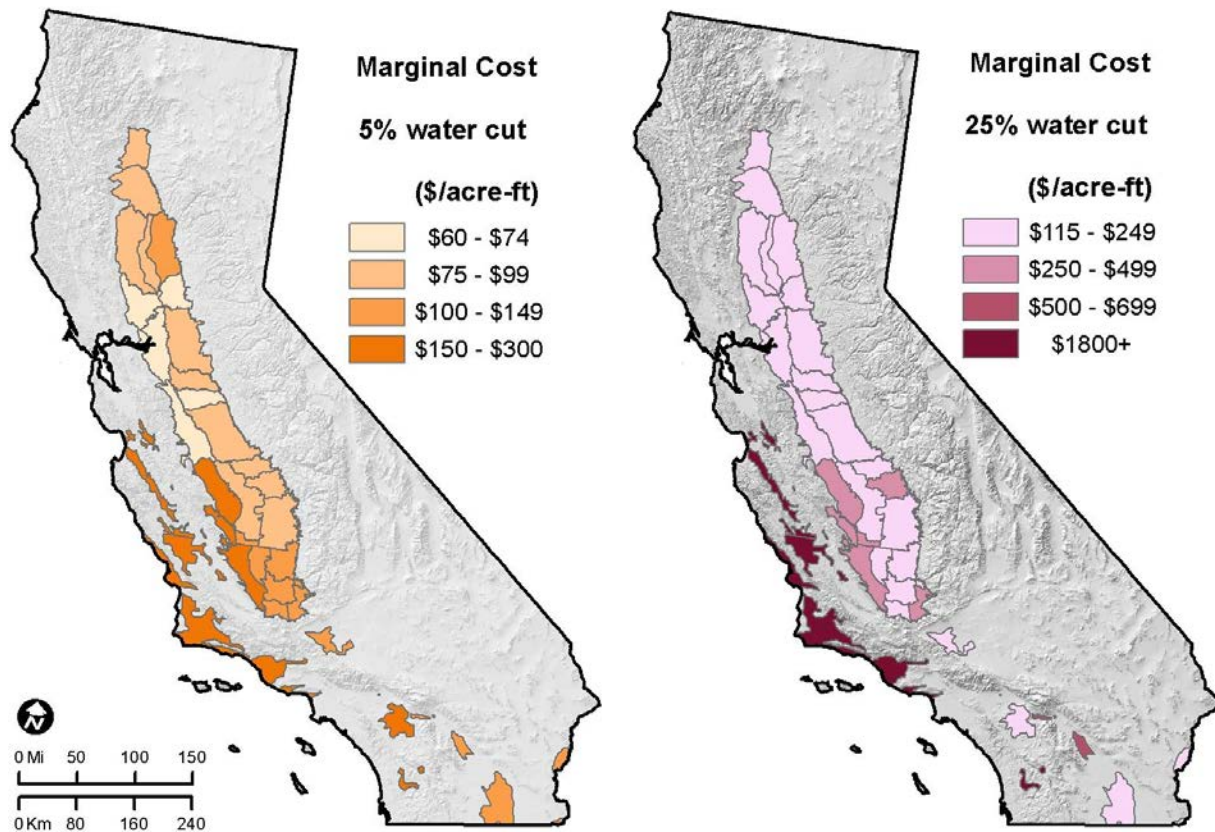 Marginal Cost
5% water cut
($/acre-ft)
$60 - $74
$75 - $99
$100 - $149
$150 - $300
Marginal Cost
25% water cut
($/acre-ft)
$115 - $249
$250 - $499
$500 - $699
$1800+
N
0 Mi 50 100 150
0 Km 80 160 240